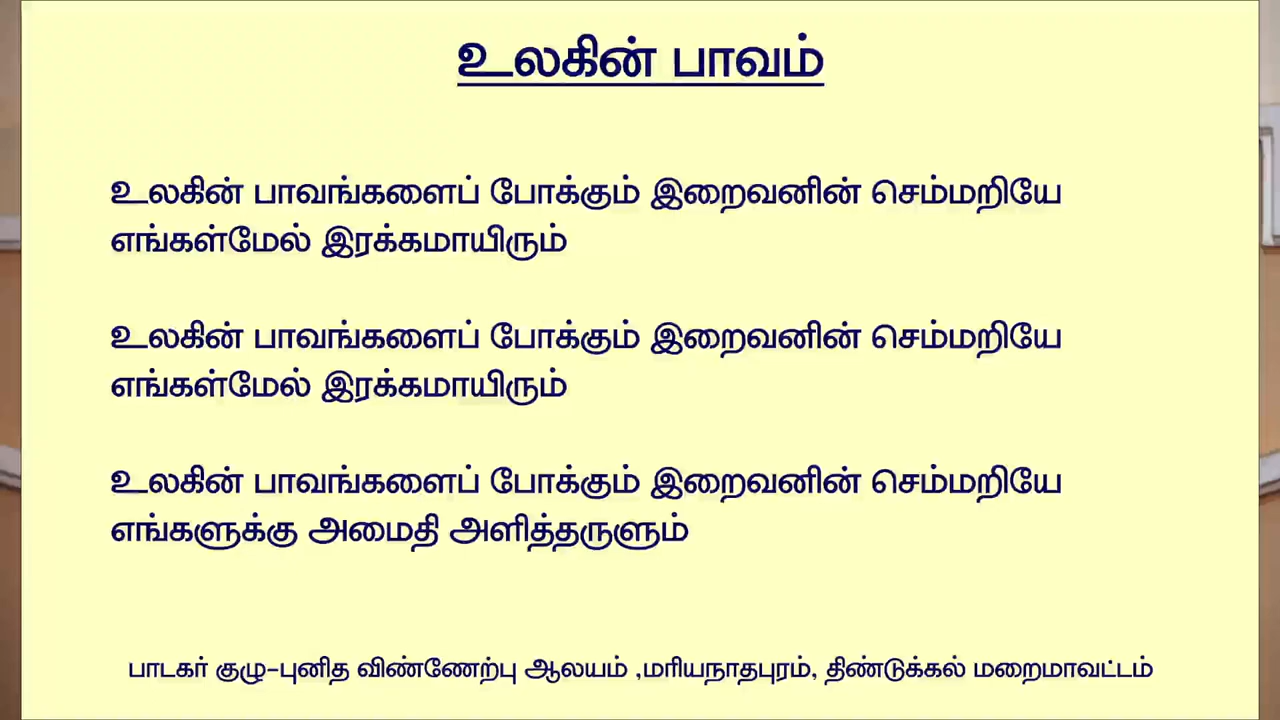 உலகின் பாவம்
உலகின் பாவங்களைப் போக்கும் இறைவனின் செம்மறியே
எங்கள்மேல் இரக்கமாயிரும்
உலகின் பாவங்களைப் போக்கும் இறைவனின் செம்மறியே
எங்கள்மேல் இரக்கமாயிரும்
உலகின் பாவங்களைப் போக்கும் இறைவனின் செம்மறியே
எங்களுக்கு அமைதி அளித்தருளும்
பாடகர் குழு-புனித விண்ணேற்பு ஆலயம் ,மரியநாதபுரம், திண்டுக்கல் மறைமாவட்டம்